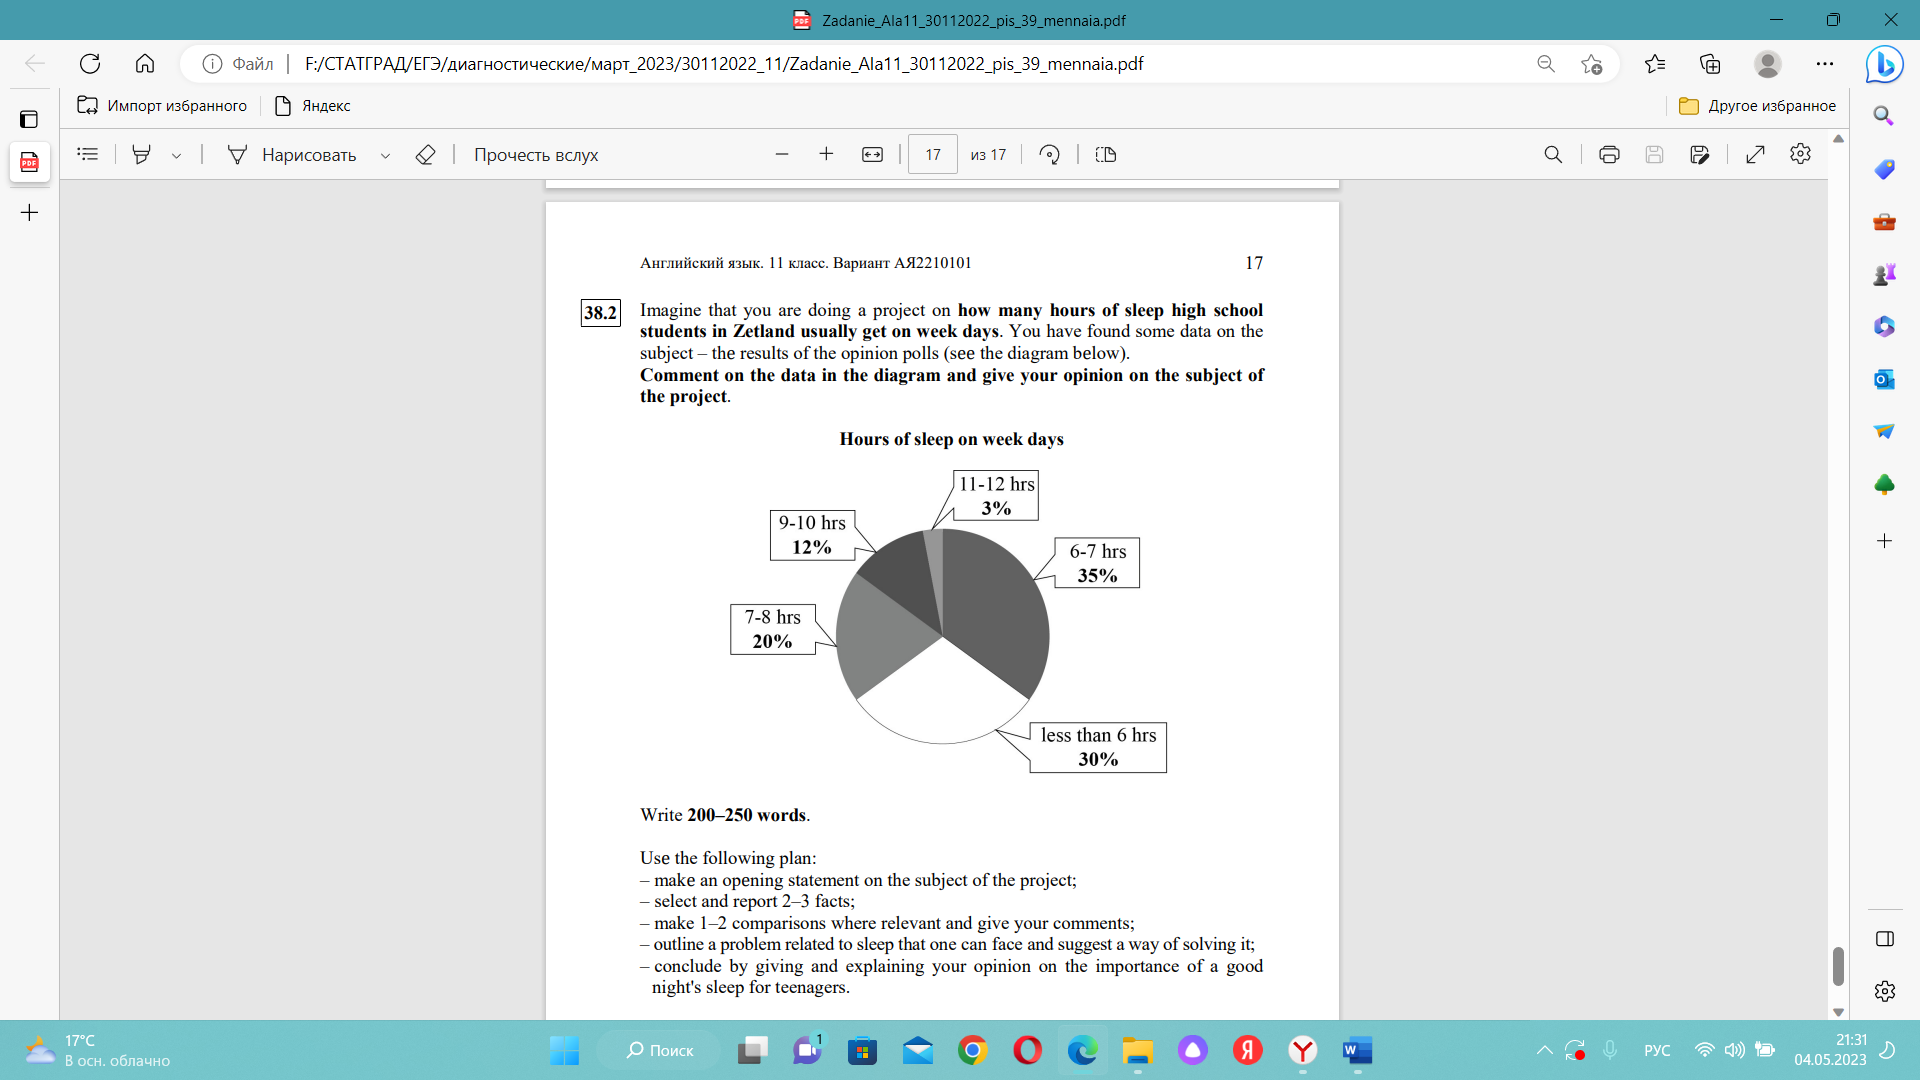 Zadanie_Ala11_30112022_pis_39_mennaia.pdf
Файл F:/СТАТГРАД/ЕГЭ/диагностические/март_2023/30112022_11/Zadanie_Ala11_30112022_pis_39_mennaia.pdf
Импорт избранного Яндекс Другое избранное
Нарисовать Прочесть вслух 17 из 17
Английский язык. 11 класс. Вариант АЯ2210101 17
38.2 Imagine that you are doing a project on how many hours of sleep high school
students in Zetland usually get on week days. You have found some data on the
subject – the results of the opinion polls (see the diagram below).
Comment on the data in the diagram and give your opinion on the subject of
the project.
Hours of sleep on week days
11-12 hrs
3%
9-10 hrs
12%
6-7 hrs
35%
7-8 hrs
20%
less than 6 hrs
30%
Write 200–250 words.
Use the following plan:
– make an opening statement on the subject of the project;
– select and report 2–3 facts;
– make 1–2 comparisons where relevant and give your comments;
– outline a problem related to sleep that one can face and suggest a way of solving it;
– conclude by giving and explaining your opinion on the importance of a good
night's sleep for teenagers.
17°C
В осн. облачно
Поиск
1
РУС
21:31
04.05.2023